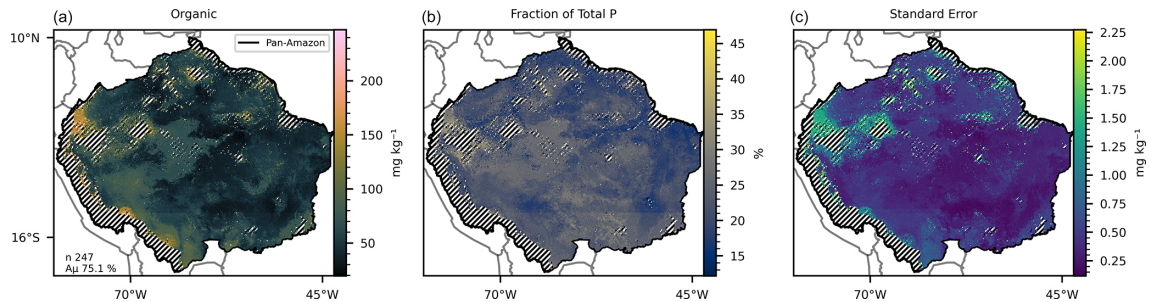 (a) Organic
10°N
16°S
Pan-Amazon
n 247
Aμ 75.1 %
70°W 45°W
200
150
100
50
mg kg⁻¹
(b) Fraction of Total P
70°W 45°W
45
40
35
30
25
20
15
%
(c) Standard Error
70°W 45°W
2.25
2.00
1.75
1.50
1.25
1.00
0.75
0.50
0.25
mg kg⁻¹